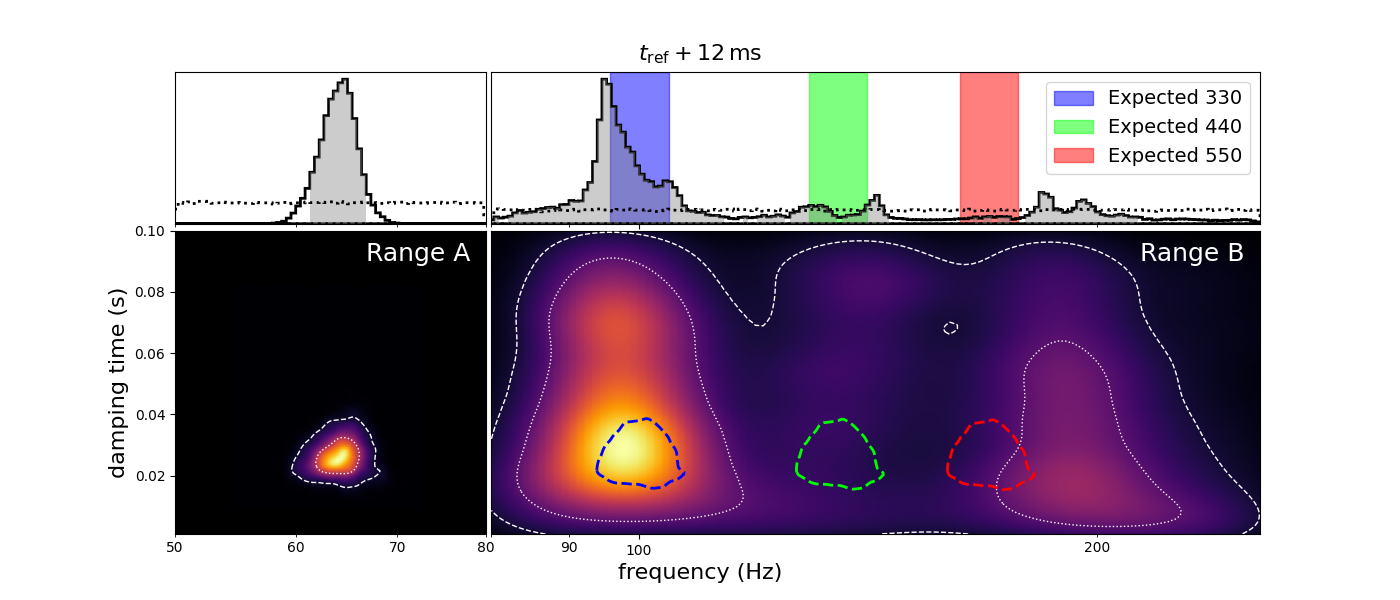 t_ref + 12 ms
Expected 330
Expected 440
Expected 550
Range A
Range B
0.10
0.08
0.06
0.04
0.02
damping time (s)
50 60 70 80 90 100 200
frequency (Hz)